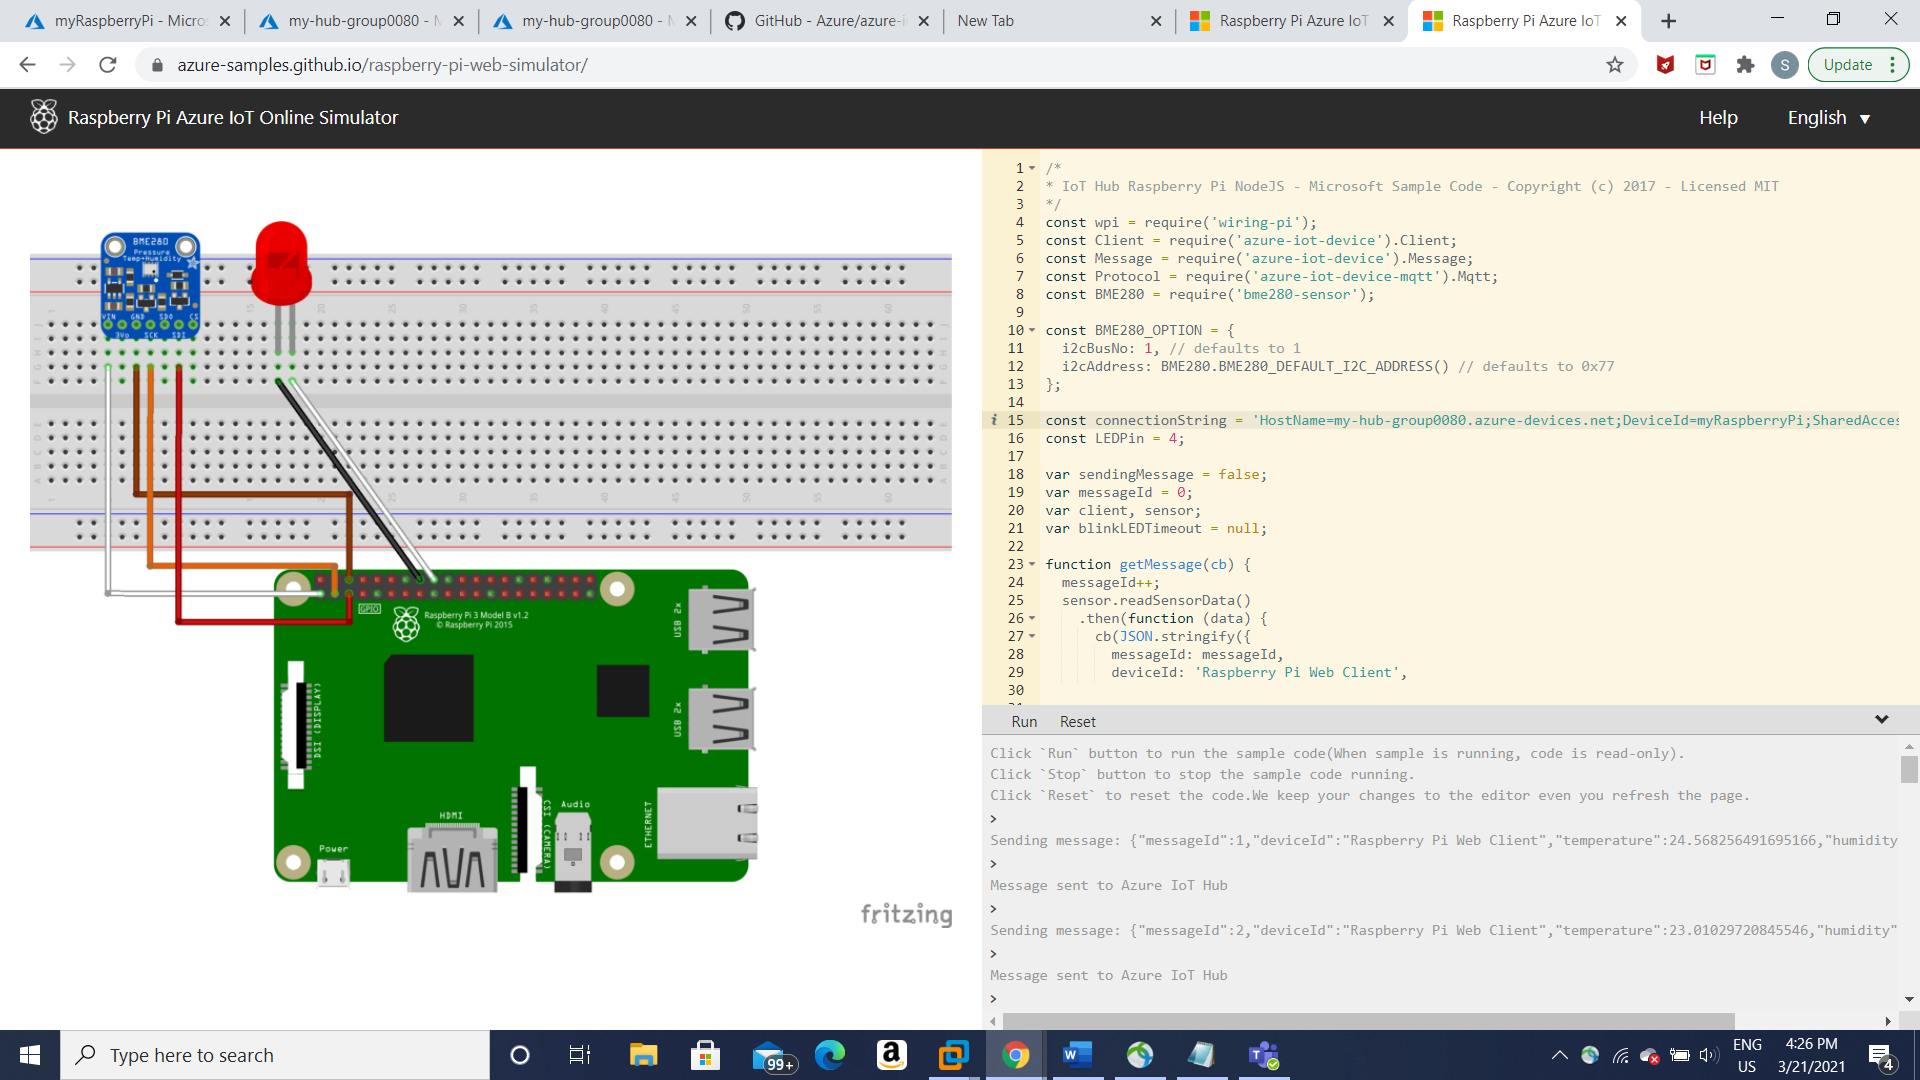 myRaspberryPi - Micros
my-hub-group0080 - M
my-hub-group0080 - M
GitHub - Azure/azure-i
New Tab
Raspberry Pi Azure IoT
Raspberry Pi Azure IoT
azure-samples.github.io/raspberry-pi-web-simulator/
S
Update
Raspberry Pi Azure IoT Online Simulator
Help
English ▼
BME280
Pressure
Temp+Humidity
VIN GND SDO CS
3Vo SCK SDI
GPIO
Raspberry Pi 3 Model B v1.2
© Raspberry Pi 2015
USB 2x
USB 2x
DSI (DISPLAY)
CSI (CAMERA)
Audio
ETHERNET
HDMI
Power
fritzing
1 /*
2 * IoT Hub Raspberry Pi NodeJS - Microsoft Sample Code - Copyright (c) 2017 - Licensed MIT
3 */
4 const wpi = require('wiring-pi');
5 const Client = require('azure-iot-device').Client;
6 const Message = require('azure-iot-device').Message;
7 const Protocol = require('azure-iot-device-mqtt').Mqtt;
8 const BME280 = require('bme280-sensor');
9
10 const BME280_OPTION = {
11 i2cBusNo: 1, // defaults to 1
12 i2cAddress: BME280.BME280_DEFAULT_I2C_ADDRESS() // defaults to 0x77
13 };
14
15 const connectionString = 'HostName=my-hub-group0080.azure-devices.net;DeviceId=myRaspberryPi;SharedAcces
16 const LEDPin = 4;
17
18 var sendingMessage = false;
19 var messageId = 0;
20 var client, sensor;
21 var blinkLEDTimeout = null;
22
23 function getMessage(cb) {
24 messageId++;
25 sensor.readSensorData()
26 .then(function (data) {
27 cb(JSON.stringify({
28 messageId: messageId,
29 deviceId: 'Raspberry Pi Web Client',
30
Run Reset
Click `Run` button to run the sample code(When sample is running, code is read-only).
Click `Stop` button to stop the sample code running.
Click `Reset` to reset the code.We keep your changes to the editor even you refresh the page.
>
Sending message: {"messageId":1,"deviceId":"Raspberry Pi Web Client","temperature":24.568256491695166,"humidity
>
Message sent to Azure IoT Hub
>
Sending message: {"messageId":2,"deviceId":"Raspberry Pi Web Client","temperature":23.01029720845546,"humidity"
>
Message sent to Azure IoT Hub
>
Type here to search
99+
ENG
US
4:26 PM
3/21/2021
4